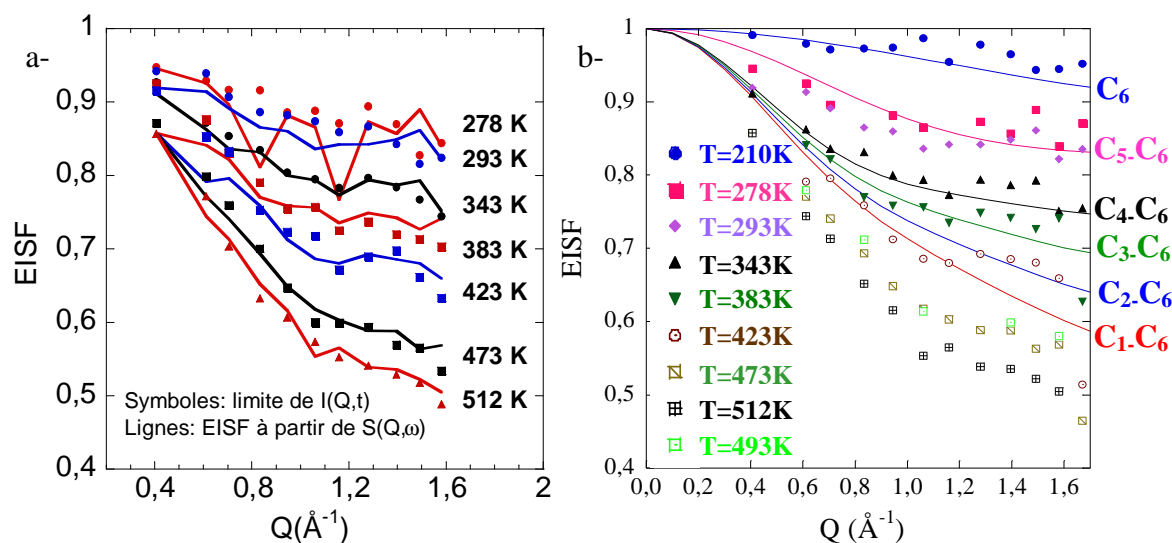 a-
EISF
1
0,9
0,8
0,7
0,6
0,5
0,4
278 K
293 K
343 K
383 K
423 K
473 K
512 K
Symboles: limite de I(Q,t)
Lignes: EISF à partir de S(Q,ω)
0,4 0,8 1,2 1,6 2
Q(Å⁻¹)
b-
EISF
1
0,9
0,8
0,7
0,6
0,5
0,4
T=210K
T=278K
T=293K
T=343K
T=383K
T=423K
T=473K
T=512K
T=493K
C₆
C₅-C₆
C₄-C₆
C₃-C₆
C₂-C₆
C₁-C₆
0,0 0,2 0,4 0,6 0,8 1,0 1,2 1,4 1,6
Q (Å⁻¹)